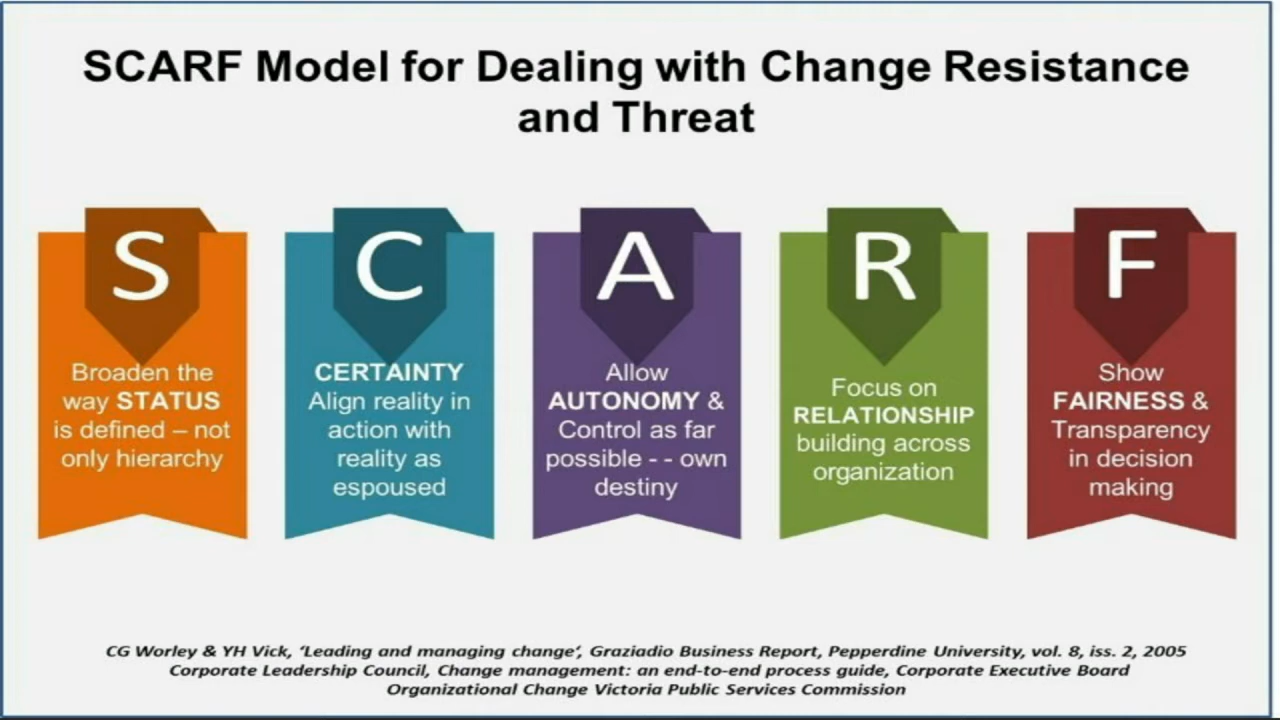 SCARF Model for Dealing with Change Resistance
and Threat
S
Broaden the
way STATUS
is defined – not
only hierarchy
C
CERTAINTY
Align reality in
action with
reality as
espoused
A
Allow
AUTONOMY &
Control as far
possible - - own
destiny
R
Focus on
RELATIONSHIP
building across
organization
F
Show
FAIRNESS &
Transparency
in decision
making
CG Worley & YH Vick, ‘Leading and managing change’, Graziadio Business Report, Pepperdine University, vol. 8, iss. 2, 2005
Corporate Leadership Council, Change management: an end-to-end process guide, Corporate Executive Board
Organizational Change Victoria Public Services Commission